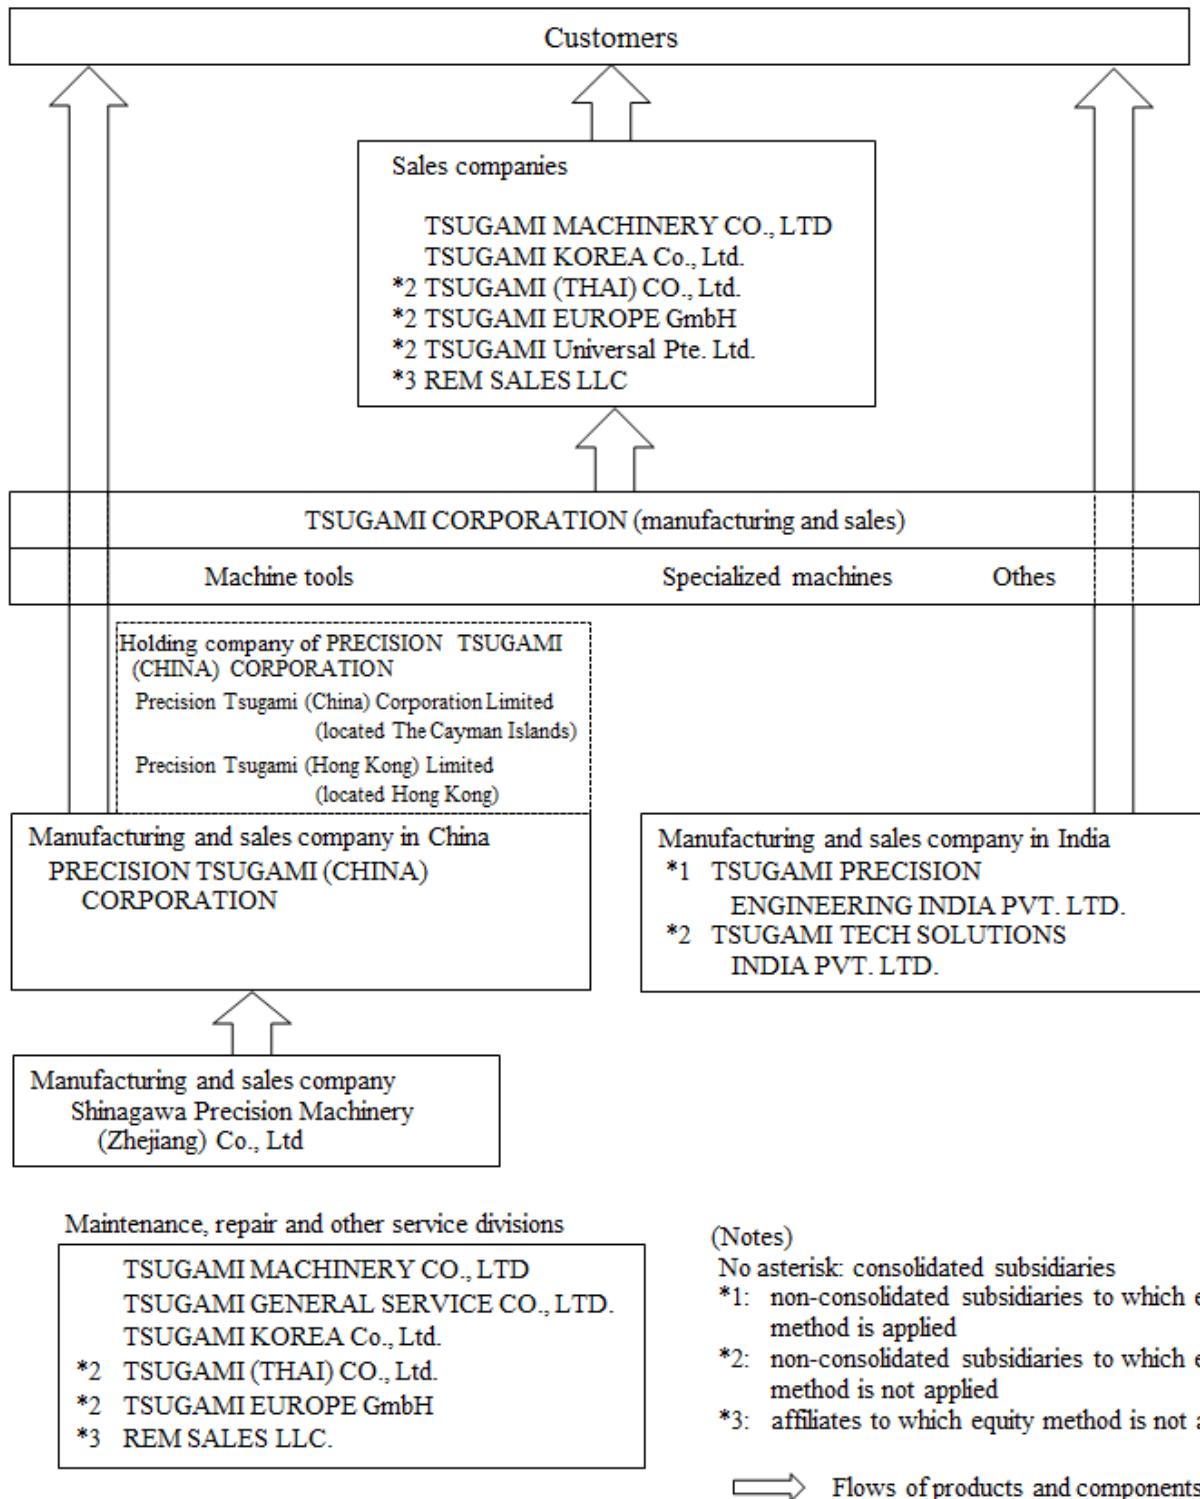 Customers
Sales companies
TSUGAMI MACHINERY CO., LTD
TSUGAMI KOREA Co., Ltd.
*2 TSUGAMI (THAI) CO., Ltd.
*2 TSUGAMI EUROPE GmbH
*2 TSUGAMI Universal Pte. Ltd.
*3 REM SALES LLC
TSUGAMI CORPORATION (manufacturing and sales)
Machine tools Specialized machines Othes
Holding company of PRECISION TSUGAMI
(CHINA) CORPORATION
Precision Tsugami (China) Corporation Limited
(located The Cayman Islands)
Precision Tsugami (Hong Kong) Limited
(located Hong Kong)
Manufacturing and sales company in China
PRECISION TSUGAMI (CHINA)
CORPORATION
Manufacturing and sales company in India
*1 TSUGAMI PRECISION
ENGINEERING INDIA PVT. LTD.
*2 TSUGAMI TECH SOLUTIONS
INDIA PVT. LTD.
Manufacturing and sales company
Shinagawa Precision Machinery
(Zhejiang) Co., Ltd
Maintenance, repair and other service divisions
TSUGAMI MACHINERY CO., LTD
TSUGAMI GENERAL SERVICE CO., LTD.
TSUGAMI KOREA Co., Ltd.
*2 TSUGAMI (THAI) CO., Ltd.
*2 TSUGAMI EUROPE GmbH
*3 REM SALES LLC.
(Notes)
No asterisk: consolidated subsidiaries
*1: non-consolidated subsidiaries to which
method is applied
*2: non-consolidated subsidiaries to which
method is not applied
*3: affiliates to which equity method is not
Flows of products and components